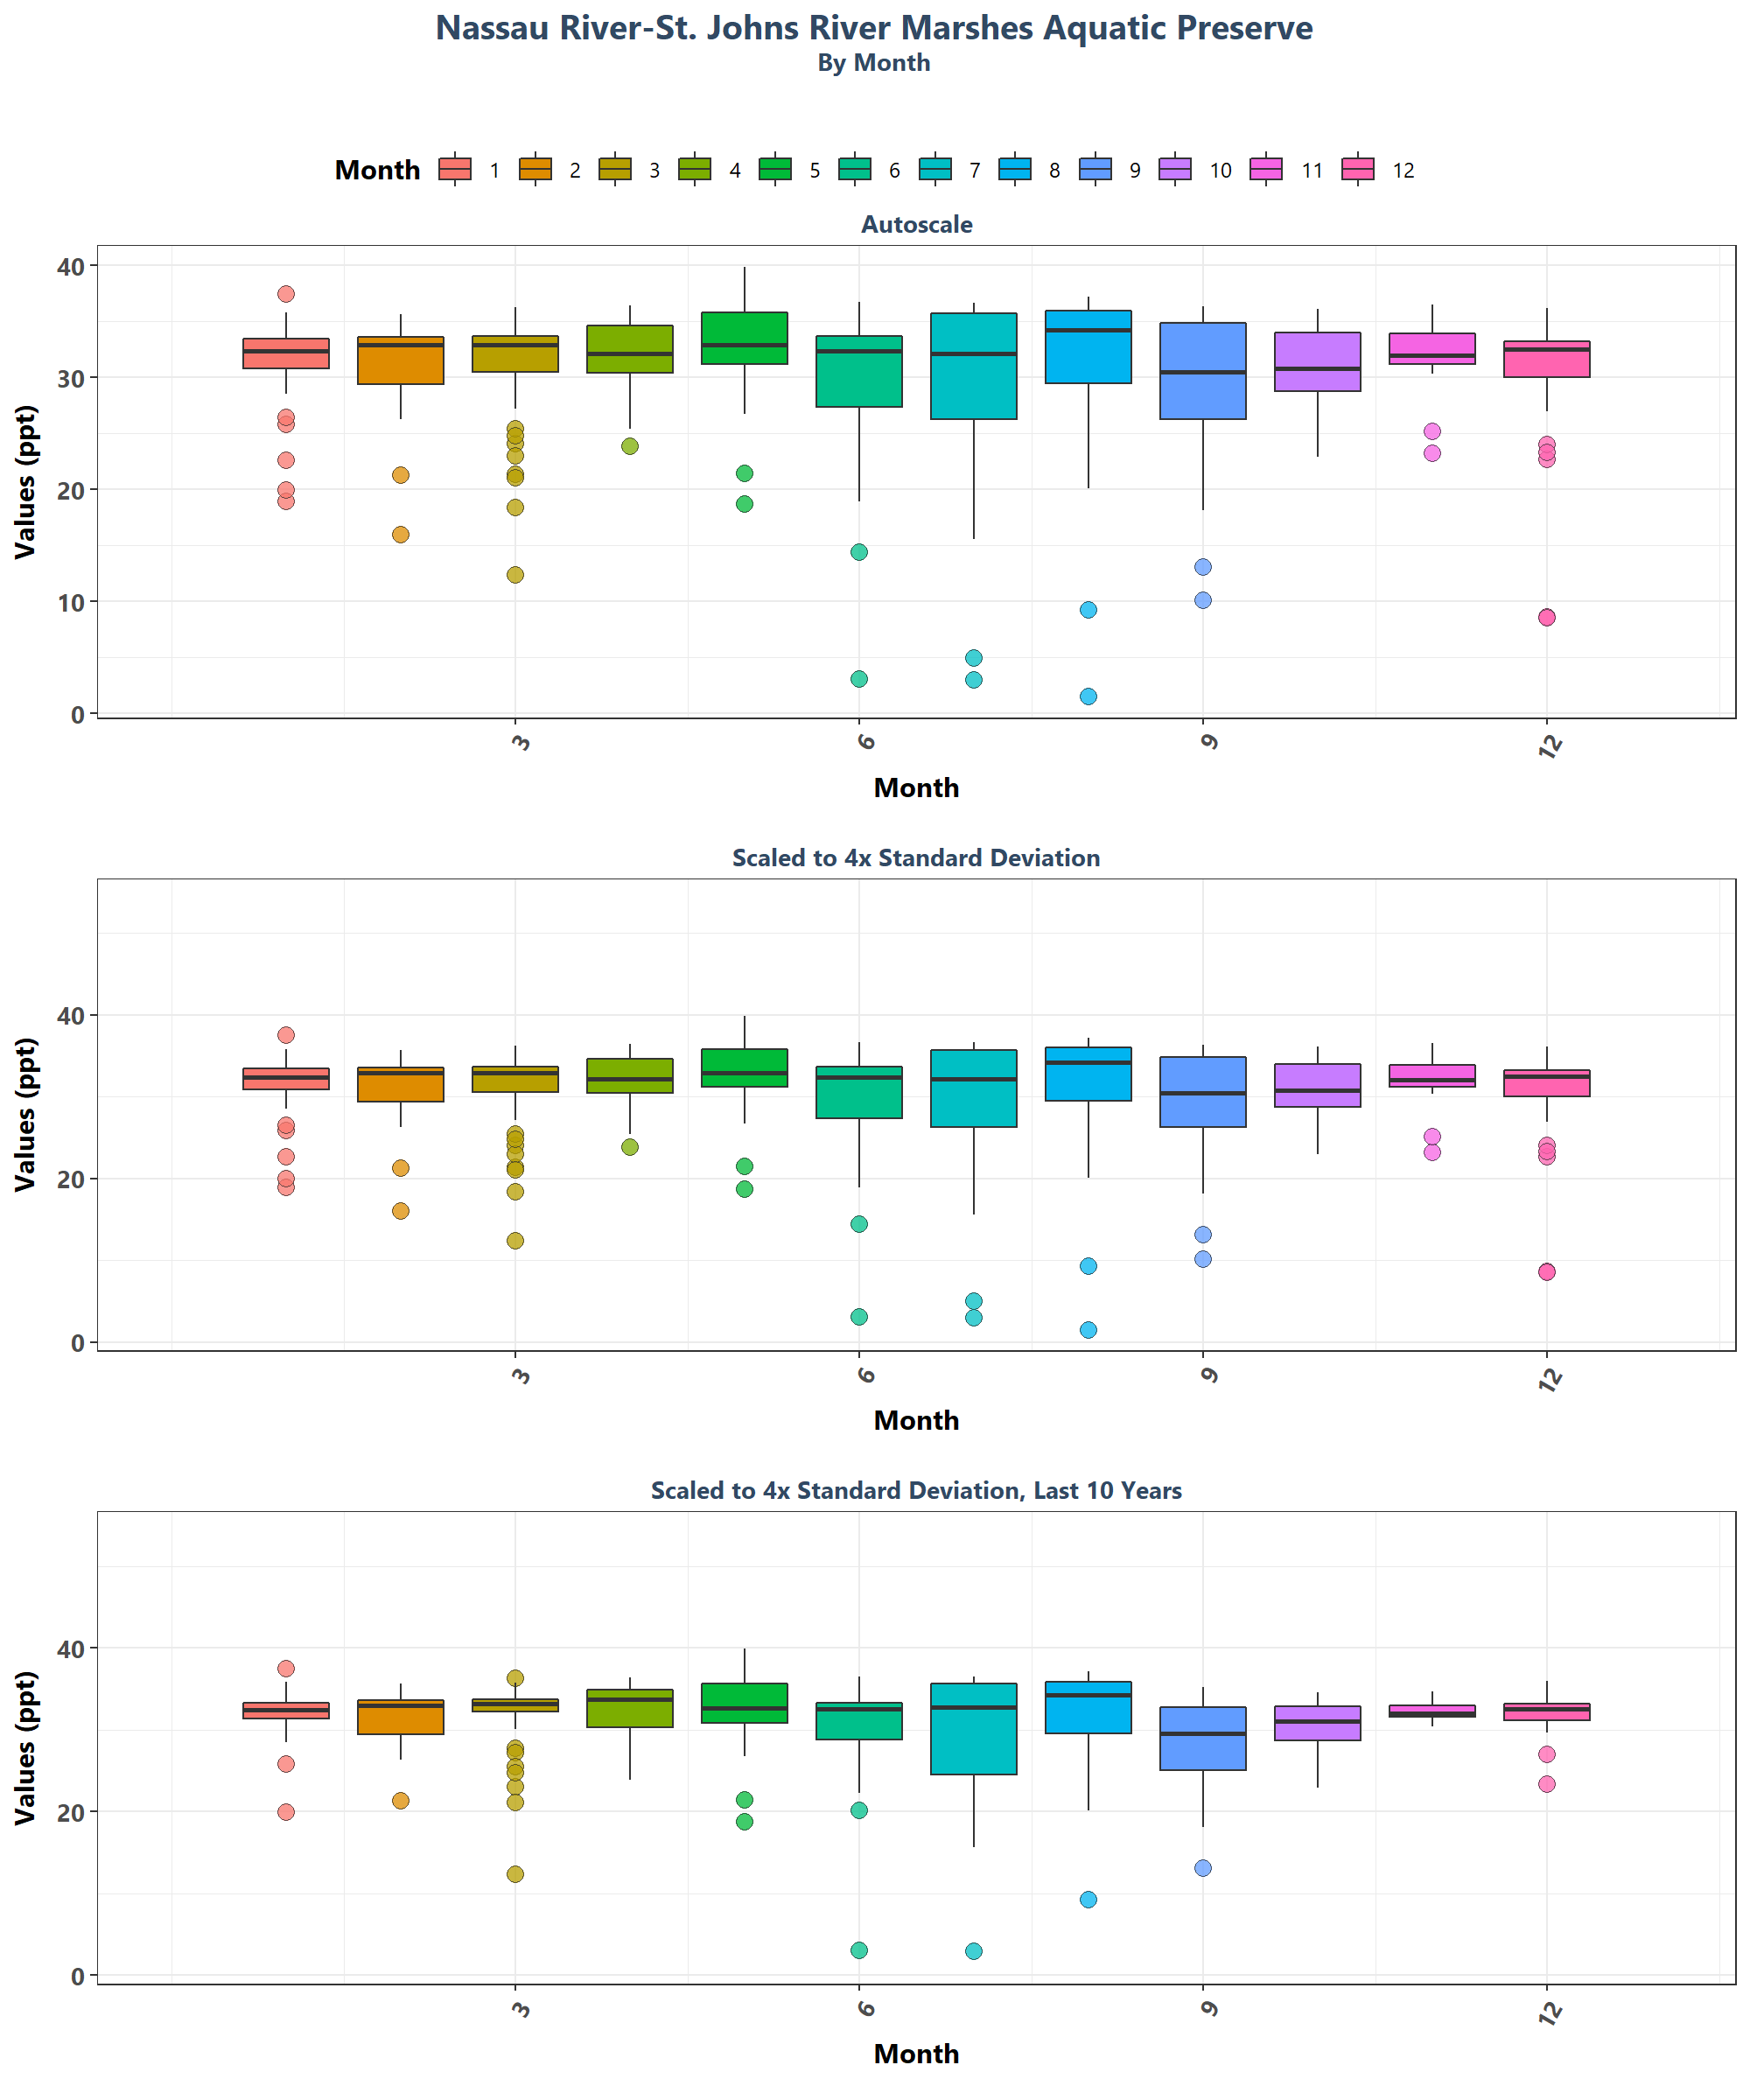 Nassau River-St. Johns River Marshes Aquatic Preserve
By Month
Month 1 2 3 4 5 6 7 8 9 10 11 12
Autoscale
Values (ppt)
40
30
20
10
0
3 6 9 12
Month
Scaled to 4x Standard Deviation
Values (ppt)
40
20
0
3 6 9 12
Month
Scaled to 4x Standard Deviation, Last 10 Years
Values (ppt)
40
20
0
3 6 9 12
Month